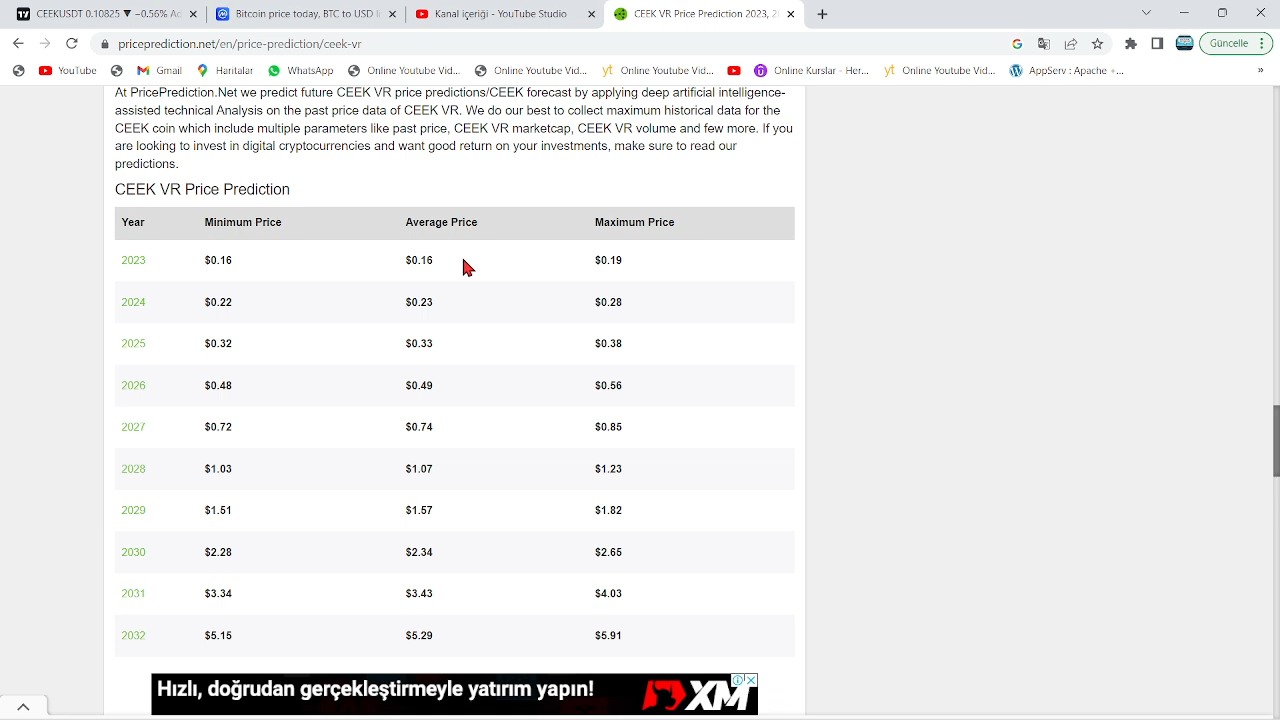 CEEKUSDT 0.10825 ▼ −0.56% Ac
Bitcoin price today, BTC to USD li
Kanal içeriği - YouTube Studio
CEEK VR Price Prediction 2023, 20
priceprediction.net/en/price-prediction/ceek-vr
Güncelle
YouTube
Gmail
Haritalar
WhatsApp
Online Youtube Vid...
Online Youtube Vid...
Online Youtube Vid...
Online Kurslar - Her...
Online Youtube Vid...
AppServ : Apache +...
»
At PricePrediction.Net we predict future CEEK VR price predictions/CEEK forecast by applying deep artificial intelligence-
assisted technical Analysis on the past price data of CEEK VR. We do our best to collect maximum historical data for the
CEEK coin which include multiple parameters like past price, CEEK VR marketcap, CEEK VR volume and few more. If you
are looking to invest in digital cryptocurrencies and want good return on your investments, make sure to read our
predictions.
CEEK VR Price Prediction
Year Minimum Price Average Price Maximum Price
2023 $0.16 $0.16 $0.19
2024 $0.22 $0.23 $0.28
2025 $0.32 $0.33 $0.38
2026 $0.48 $0.49 $0.56
2027 $0.72 $0.74 $0.85
2028 $1.03 $1.07 $1.23
2029 $1.51 $1.57 $1.82
2030 $2.28 $2.34 $2.65
2031 $3.34 $3.43 $4.03
2032 $5.15 $5.29 $5.91
Hızlı, doğrudan gerçekleştirmeyle yatırım yapın!
XM